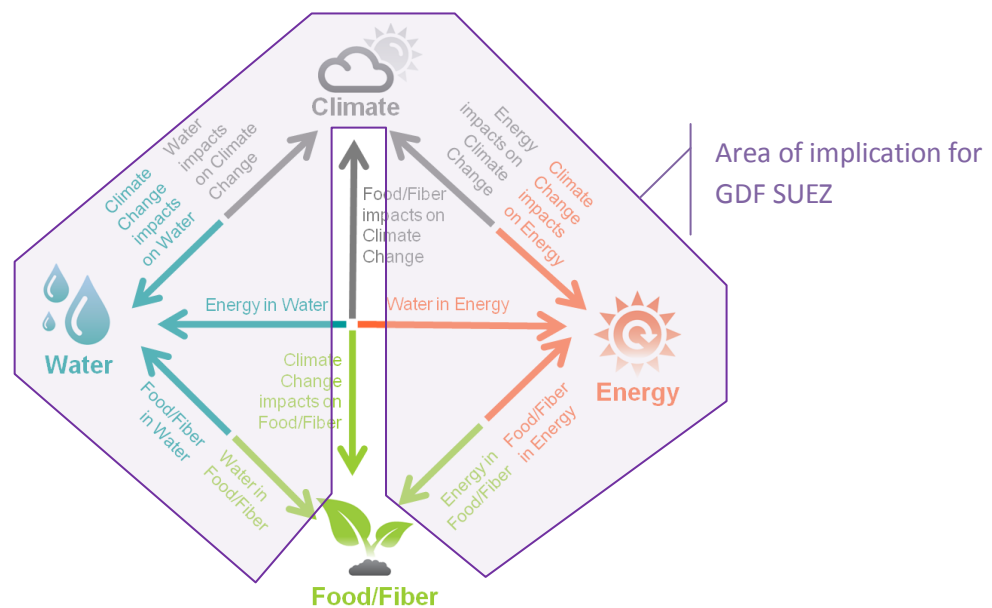 Climate
Water
impacts
on Climate
Change
Climate
Change
impacts
on Water
Energy
impacts on
Climate
Change
Climate
Change
impacts
on Energy
Area of implication for
GDF SUEZ
Food/Fiber
impacts on
Climate
Change
Energy in Water
Water in Energy
Water
Energy
Climate
Change
impacts on
Food/Fiber
Food/Fiber
in Water
Water in
Food/Fiber
Food/Fiber
in Energy
Energy in
Food/Fiber
Food/Fiber